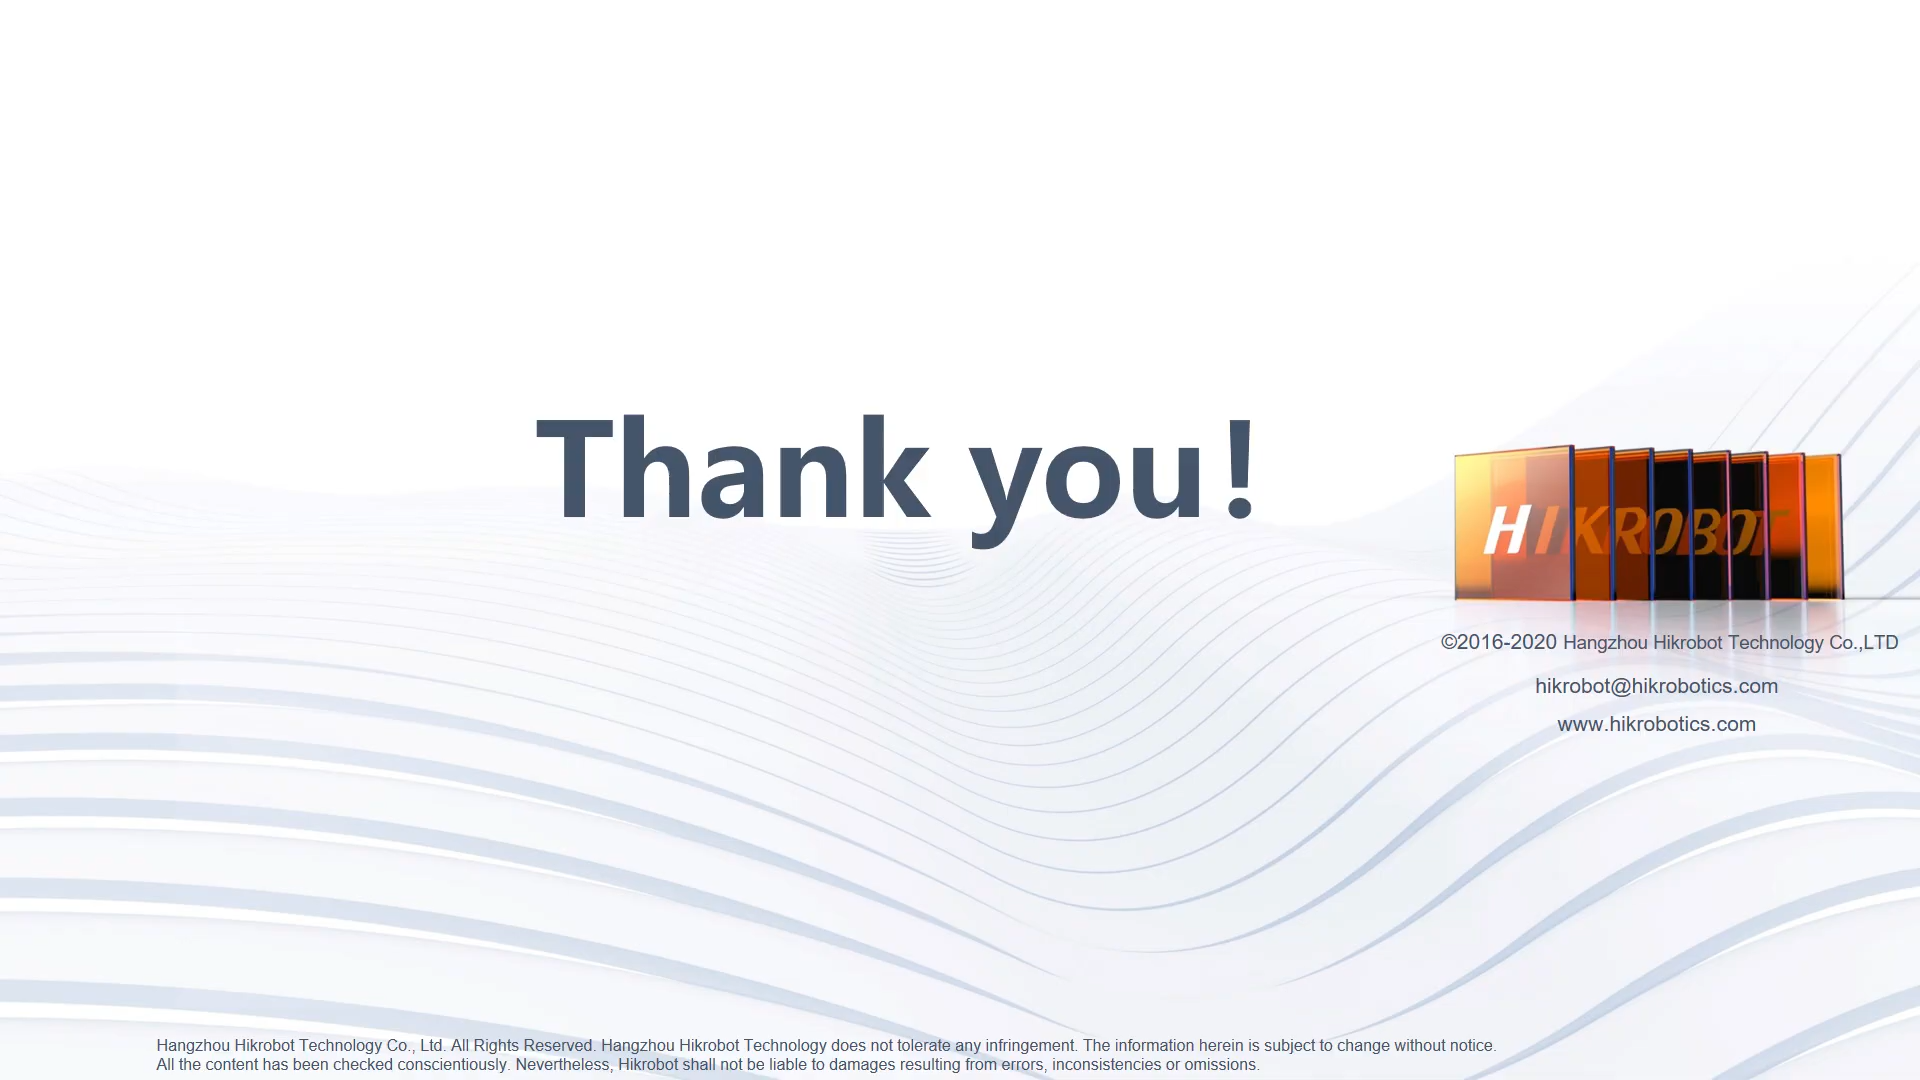 Thank you!
HIKROBOT
©2016-2020 Hangzhou Hikrobot Technology Co.,LTD
hikrobot@hikrobotics.com
www.hikrobotics.com
Hangzhou Hikrobot Technology Co., Ltd. All Rights Reserved. Hangzhou Hikrobot Technology does not tolerate any infringement. The information herein is subject to change without notice.
All the content has been checked conscientiously. Nevertheless, Hikrobot shall not be liable to damages resulting from errors, inconsistencies or omissions.